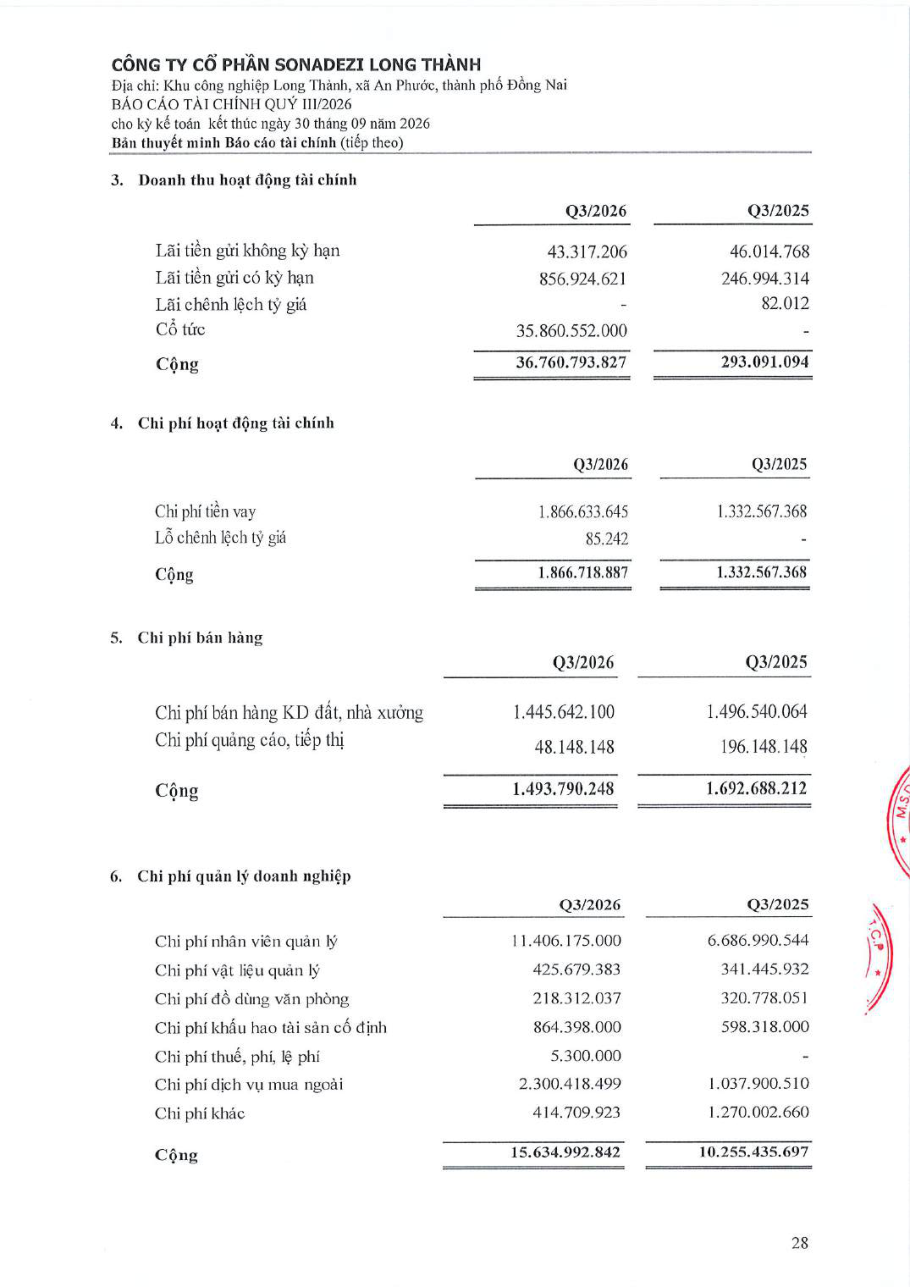 CÔNG TY CỔ PHẦN SONADEZI LONG THÀNH
Địa chỉ: Khu công nghiệp Long Thành, xã An Phước, thành phố Đồng Nai
BÁO CÁO TÀI CHÍNH QUÝ III/2026
cho kỳ kế toán kết thúc ngày 30 tháng 09 năm 2026
Bản thuyết minh Báo cáo tài chính (tiếp theo)
3. Doanh thu hoạt động tài chính
Q3/2026 Q3/2025
Lãi tiền gửi không kỳ hạn 43.317.206 46.014.768
Lãi tiền gửi có kỳ hạn 856.924.621 246.994.314
Lãi chênh lệch tỷ giá - 82.012
Cổ tức 35.860.552.000 -
Cộng 36.760.793.827 293.091.094
4. Chi phí hoạt động tài chính
Q3/2026 Q3/2025
Chi phí tiền vay 1.866.633.645 1.332.567.368
Lỗ chênh lệch tỷ giá 85.242 -
Cộng 1.866.718.887 1.332.567.368
5. Chi phí bán hàng
Q3/2026 Q3/2025
Chi phí bán hàng KD đất, nhà xưởng 1.445.642.100 1.496.540.064
Chi phí quảng cáo, tiếp thị 48.148.148 196.148.148
Cộng 1.493.790.248 1.692.688.212
6. Chi phí quản lý doanh nghiệp
Q3/2026 Q3/2025
Chi phí nhân viên quản lý 11.406.175.000 6.686.990.544
Chi phí vật liệu quản lý 425.679.383 341.445.932
Chi phí đồ dùng văn phòng 218.312.037 320.778.051
Chi phí khấu hao tài sản cố định 864.398.000 598.318.000
Chi phí thuế, phí, lệ phí 5.300.000 -
Chi phí dịch vụ mua ngoài 2.300.418.499 1.037.900.510
Chi phí khác 414.709.923 1.270.002.660
Cộng 15.634.992.842 10.255.435.697
M.S.D
T.C.P
28